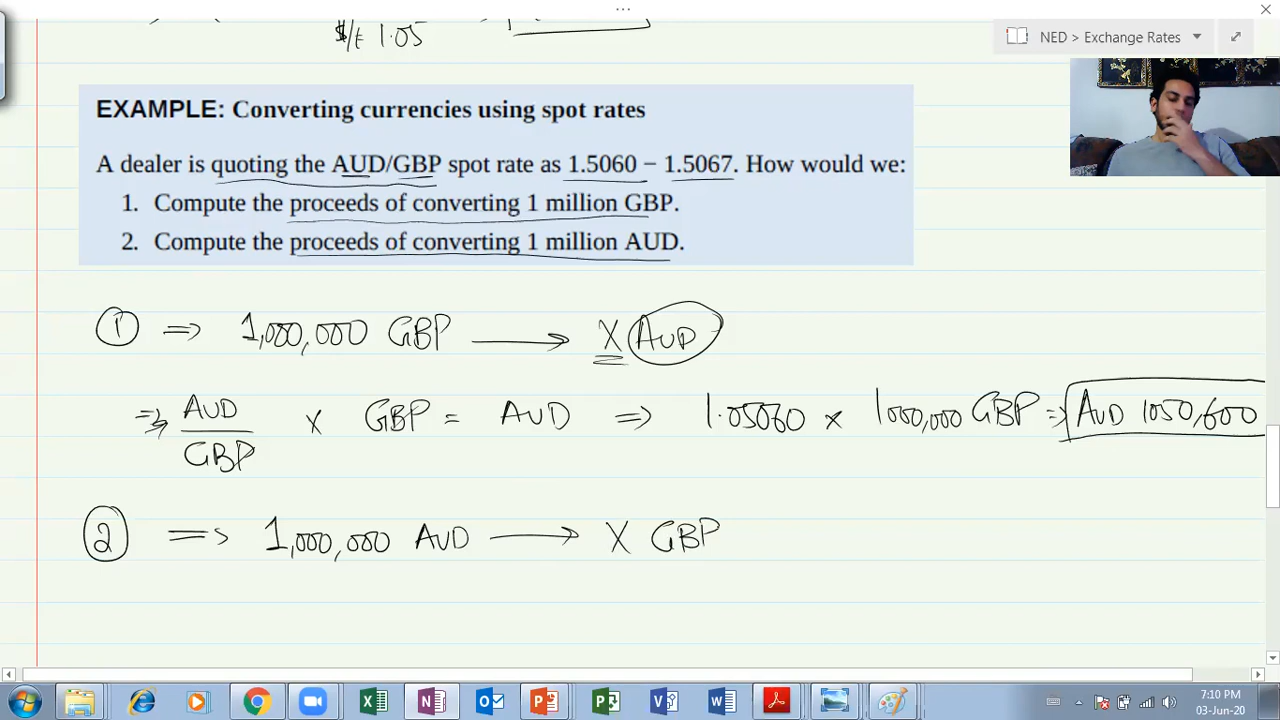 $/£ 1.05
NED > Exchange Rates
EXAMPLE: Converting currencies using spot rates
A dealer is quoting the AUD/GBP spot rate as 1.5060 − 1.5067. How would we:
1. Compute the proceeds of converting 1 million GBP.
2. Compute the proceeds of converting 1 million AUD.
① ⇒ 1,000,000 GBP → X AUD
⇒ AUD/GBP x GBP = AUD ⇒ 1.05060 x 1000,000 GBP ⇒ AUD 1050,600
② ⇒ 1,000,000 AUD → X GBP
7:10 PM
03-Jun-20